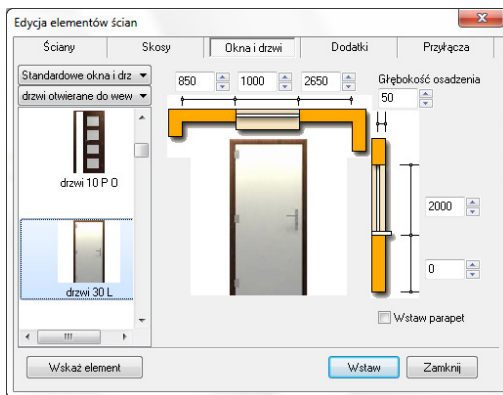 Edycja elementów ścian
Ściany Skosy Okna i drzwi Dodatki Przyłącza
Standardowe okna i drz
drzwi otwierane do wew
850 1000 2650
Głębokość osadzenia
50
drzwi 10 P O
drzwi 30 L
2000
0
Wstaw parapet
Wskaż element Wstaw Zamknij